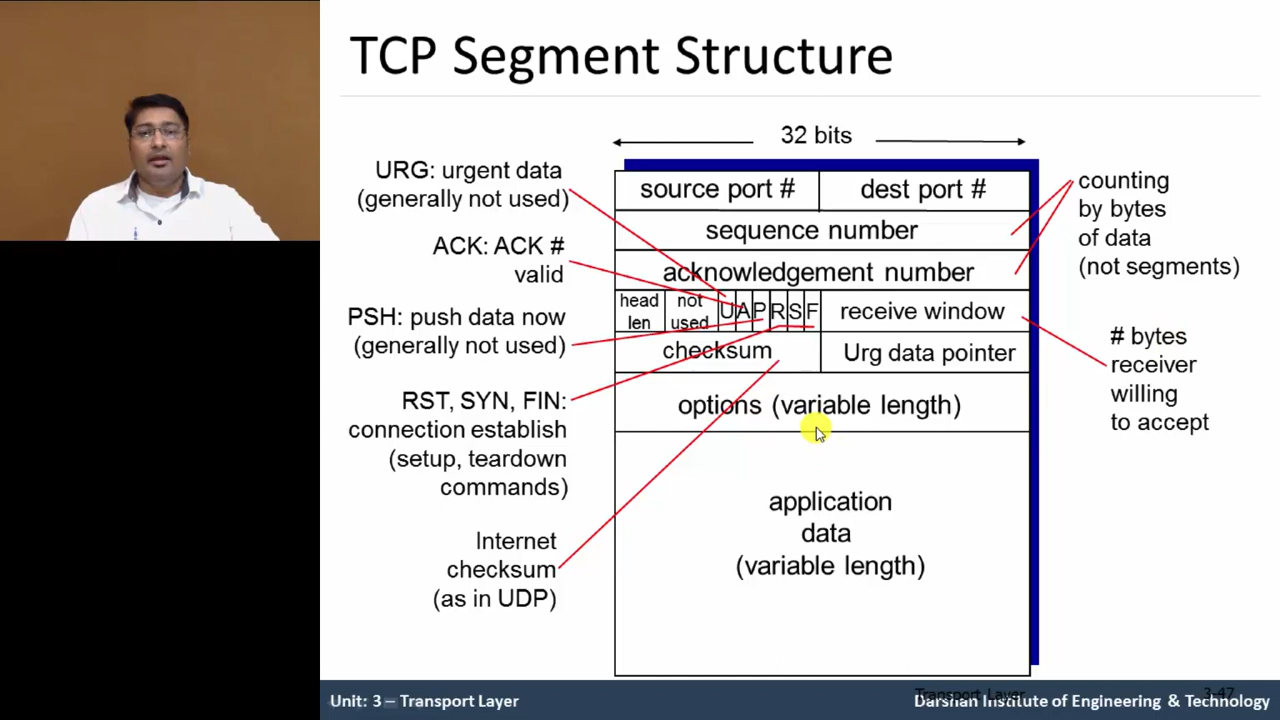 TCP Segment Structure
32 bits
URG: urgent data
(generally not used)
ACK: ACK #
valid
PSH: push data now
(generally not used)
RST, SYN, FIN:
connection establish
(setup, teardown
commands)
Internet
checksum
(as in UDP)
source port #
dest port #
sequence number
acknowledgement number
head
len
not
used
U A P R S F
receive window
checksum
Urg data pointer
options (variable length)
application
data
(variable length)
counting
by bytes
of data
(not segments)
# bytes
receiver
willing
to accept
Unit: 3 – Transport Layer
Transport Layer
3-47
Darshan Institute of Engineering & Technology